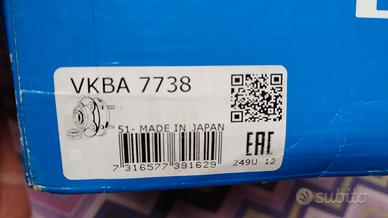 VKBA 7738
51- MADE IN JAPAN
7 316577 391629
EAC
249U 12
subito